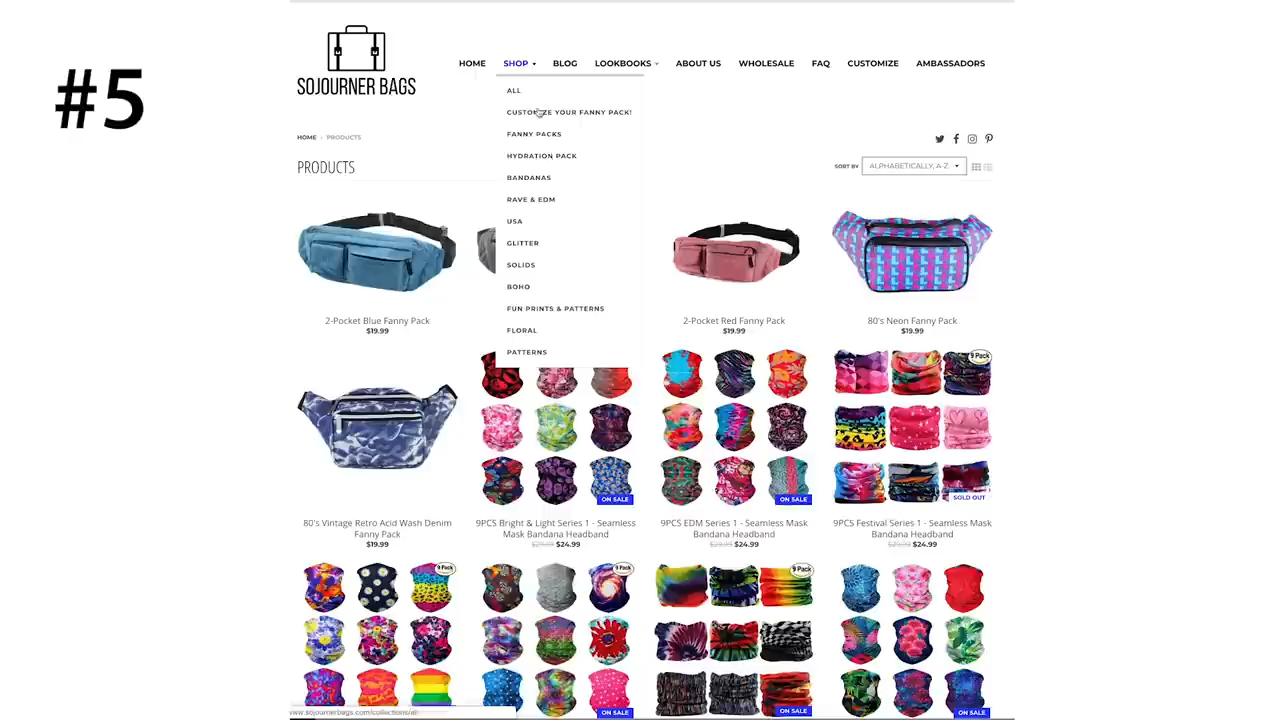 #5
SOJOURNER BAGS
HOME SHOP BLOG LOOKBOOKS ABOUT US WHOLESALE FAQ CUSTOMIZE AMBASSADORS
ALL
CUSTOMIZE YOUR FANNY PACK!
FANNY PACKS
HYDRATION PACK
BANDANAS
RAVE & EDM
USA
GLITTER
SOLIDS
BOHO
FUN PRINTS & PATTERNS
FLORAL
PATTERNS
HOME › PRODUCTS
PRODUCTS
SORT BY ALPHABETICALLY, A-Z
2-Pocket Blue Fanny Pack
$19.99
2-Pocket Red Fanny Pack
$19.99
80's Neon Fanny Pack
$19.99
80's Vintage Retro Acid Wash Denim
Fanny Pack
$19.99
ON SALE
9PCS Bright & Light Series 1 - Seamless
Mask Bandana Headband
$29.99 $24.99
ON SALE
9PCS EDM Series 1 - Seamless Mask
Bandana Headband
$29.99 $24.99
9 Pack
SOLD OUT
9PCS Festival Series 1 - Seamless Mask
Bandana Headband
$29.99 $24.99
9 Pack
9 Pack
ON SALE
9 Pack
ON SALE
ON SALE
www.sojournerbags.com/collections/all